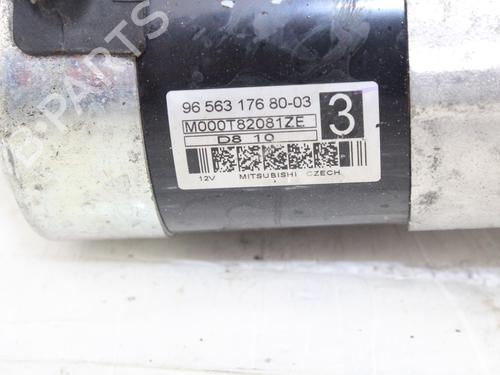 96 563 176 80-03
M000T82081ZE
D8 10
3
12V MITSUBISHI CZECH.
B-PARTS